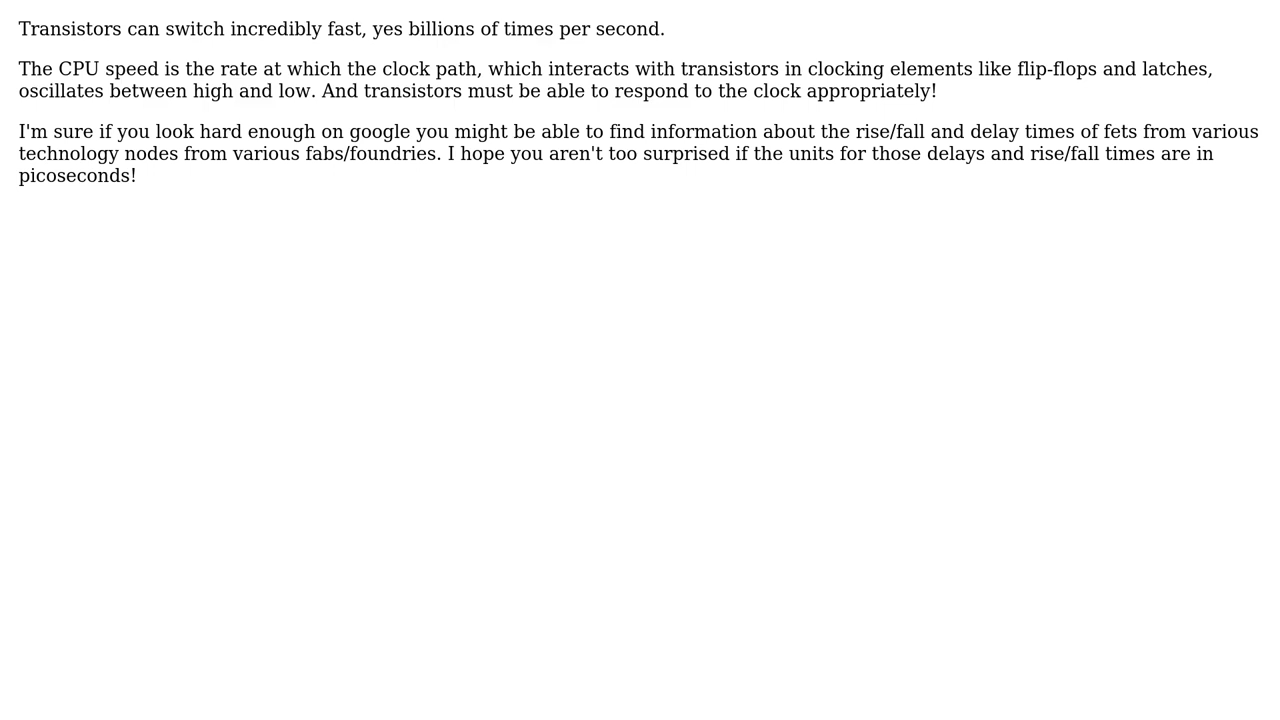 Transistors can switch incredibly fast, yes billions of times per second.
The CPU speed is the rate at which the clock path, which interacts with transistors in clocking elements like flip-flops and latches,
oscillates between high and low. And transistors must be able to respond to the clock appropriately!
I'm sure if you look hard enough on google you might be able to find information about the rise/fall and delay times of fets from various
technology nodes from various fabs/foundries. I hope you aren't too surprised if the units for those delays and rise/fall times are in
picoseconds!